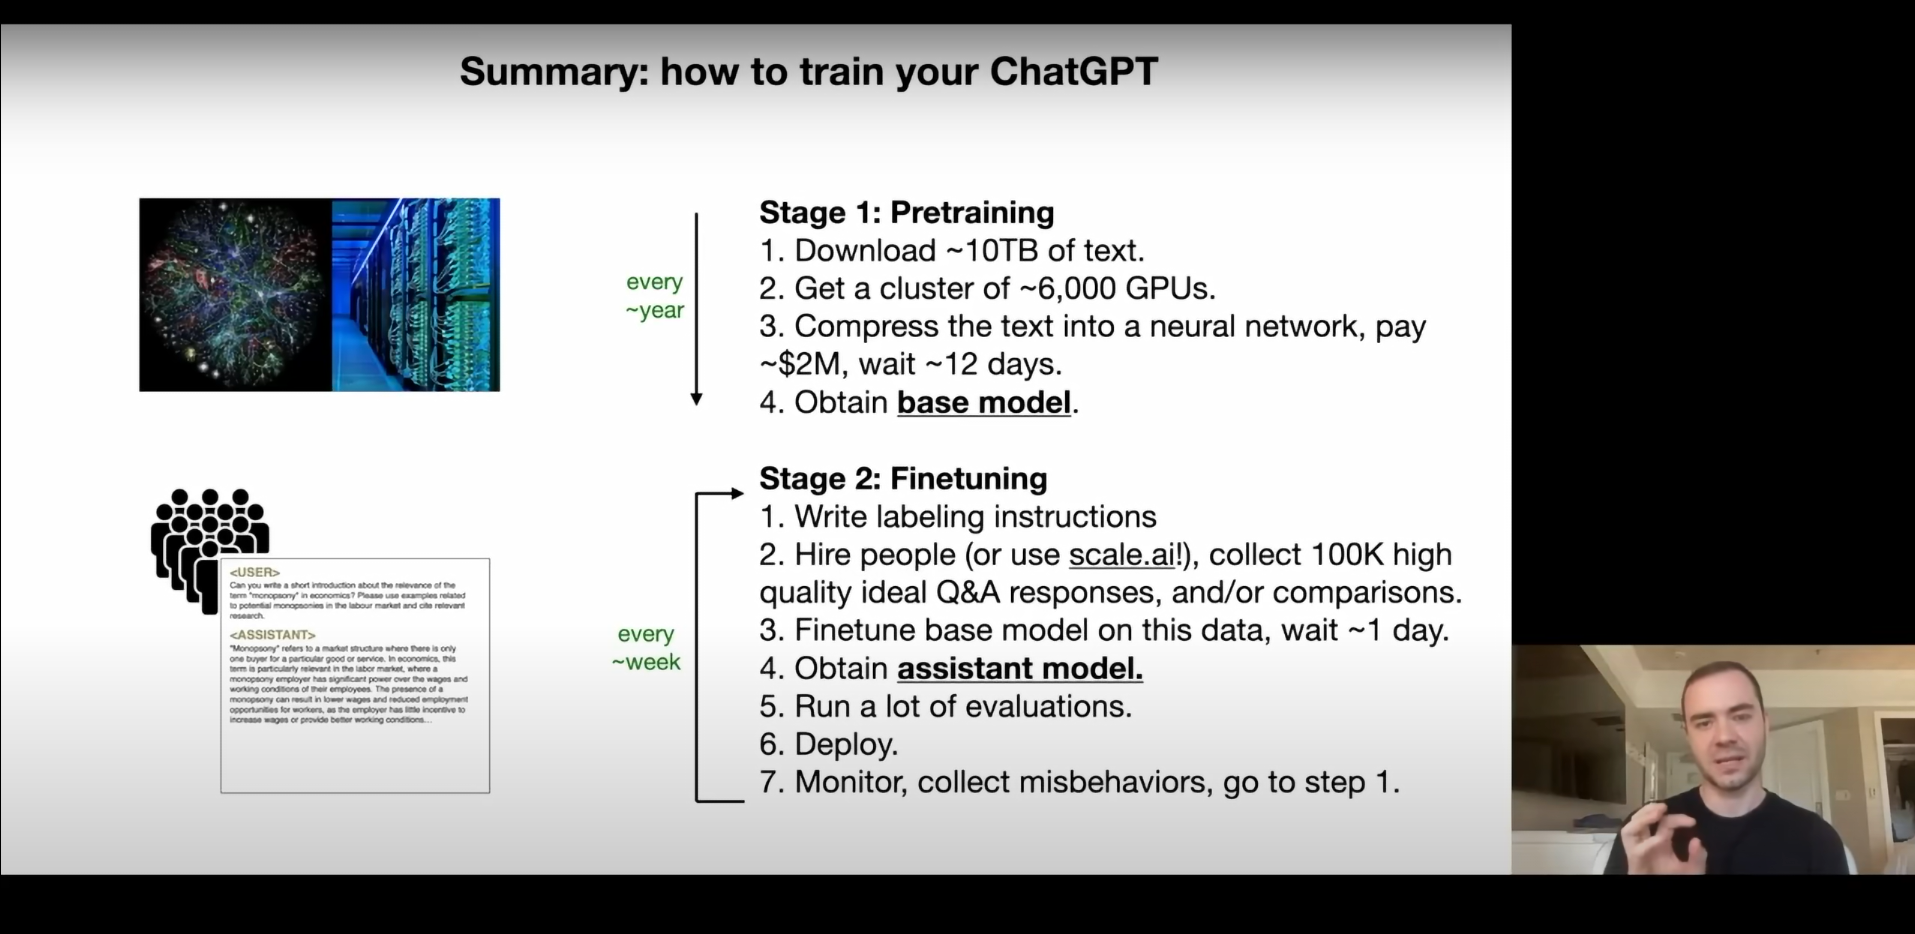 Summary: how to train your ChatGPT
every
~year
Stage 1: Pretraining
1. Download ~10TB of text.
2. Get a cluster of ~6,000 GPUs.
3. Compress the text into a neural network, pay
~$2M, wait ~12 days.
4. Obtain base model.
<USER>
Can you write a short introduction about the relevance of the
term "monopsony" in economics? Please use examples related
to potential monopsonies in the labour market and cite relevant
research.
<ASSISTANT>
"Monopsony" refers to a market structure where there is only
one buyer for a particular good or service. In economics, this
term is particularly relevant in the labor market, where a
monopsony employer has significant power over the wages and
working conditions of their employees. The presence of a
monopsony can result in lower wages and reduced employment
opportunities for workers, as the employer has little incentive to
increase wages or provide better working conditions...
every
~week
Stage 2: Finetuning
1. Write labeling instructions
2. Hire people (or use scale.ai!), collect 100K high
quality ideal Q&A responses, and/or comparisons.
3. Finetune base model on this data, wait ~1 day.
4. Obtain assistant model.
5. Run a lot of evaluations.
6. Deploy.
7. Monitor, collect misbehaviors, go to step 1.